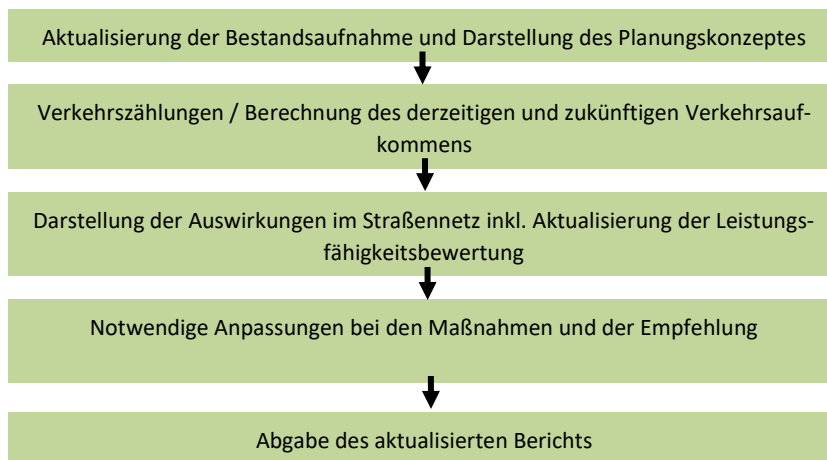 Aktualisierung der Bestandsaufnahme und Darstellung des Planungskonzeptes
Verkehrszählungen / Berechnung des derzeitigen und zukünftigen Verkehrsauf-
kommens
Darstellung der Auswirkungen im Straßennetz inkl. Aktualisierung der Leistungs-
fähigkeitsbewertung
Notwendige Anpassungen bei den Maßnahmen und der Empfehlung
Abgabe des aktualisierten Berichts